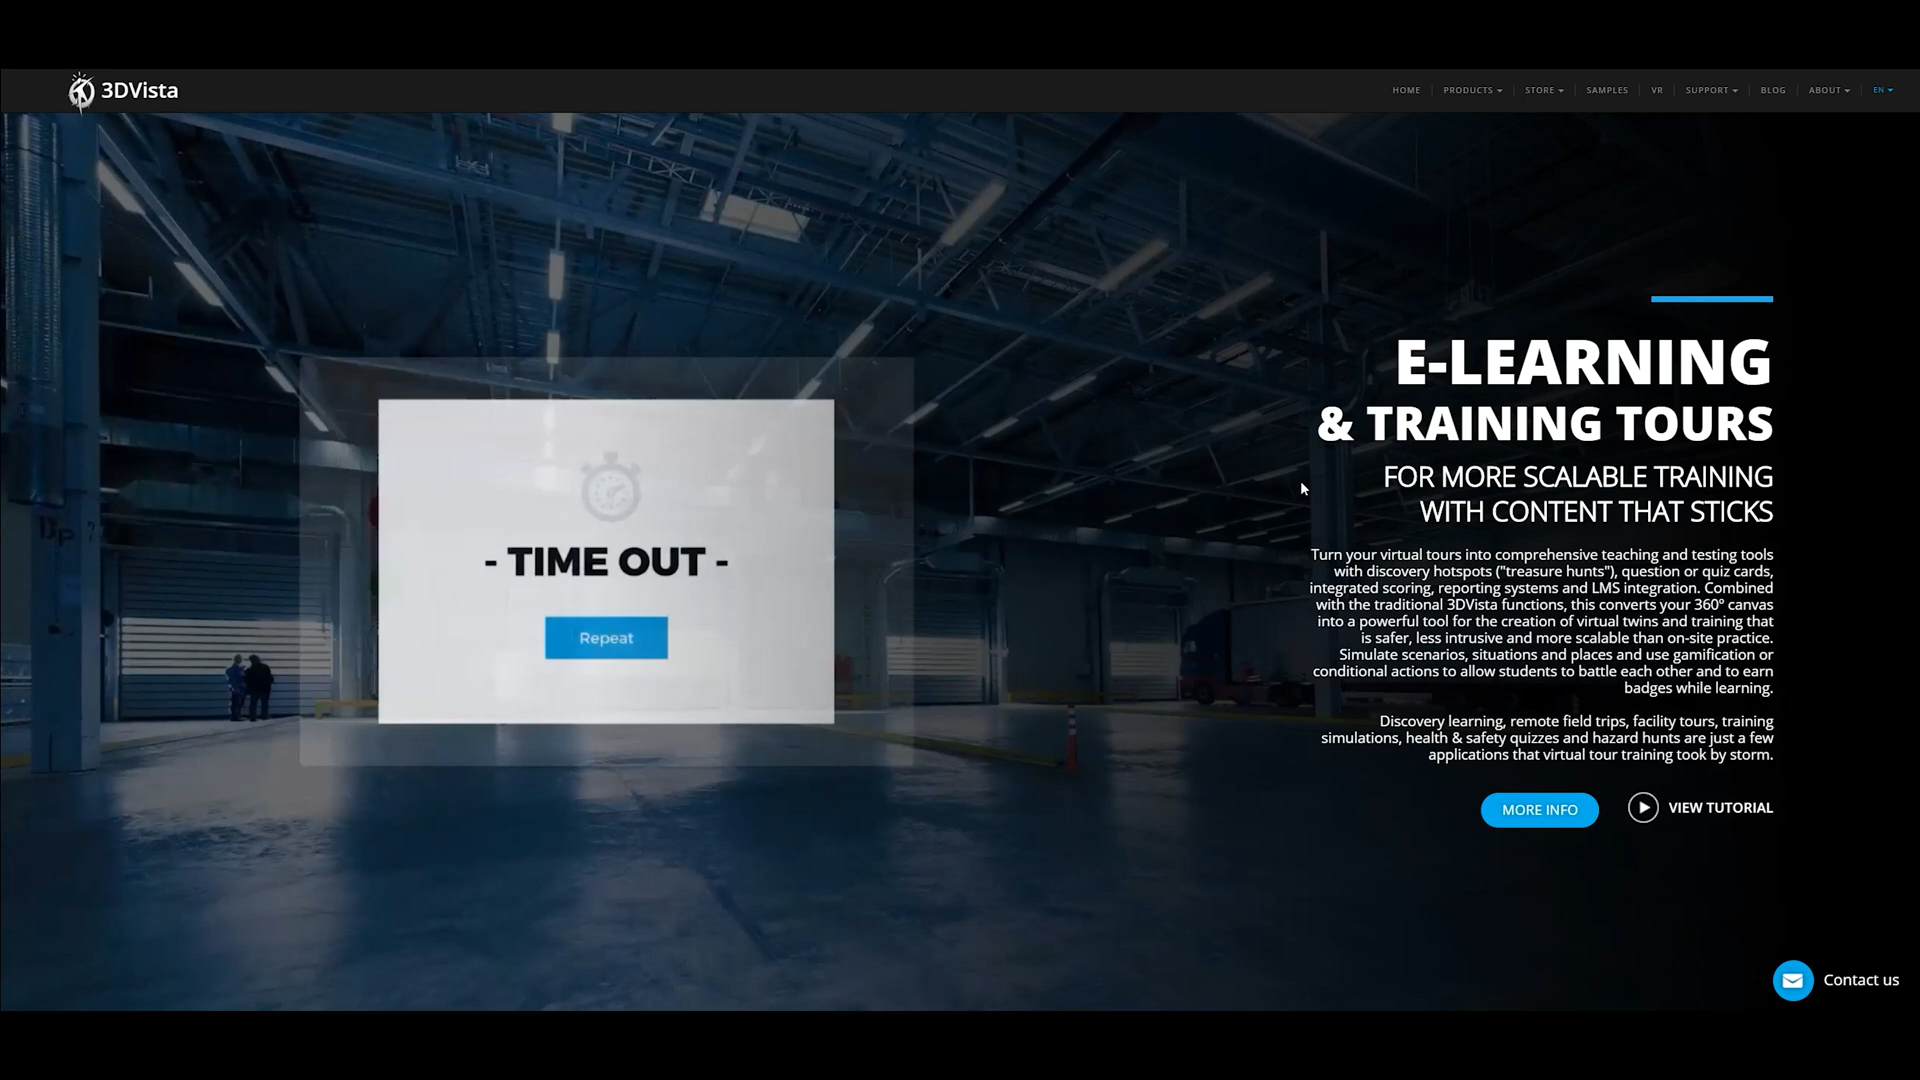 3DVista
HOME
PRODUCTS
STORE
SAMPLES
VR
SUPPORT
BLOG
ABOUT
EN
E-LEARNING
& TRAINING TOURS
FOR MORE SCALABLE TRAINING
WITH CONTENT THAT STICKS
Turn your virtual tours into comprehensive teaching and testing tools
with discovery hotspots ("treasure hunts"), question or quiz cards,
integrated scoring, reporting systems and LMS integration. Combined
with the traditional 3DVista functions, this converts your 360º canvas
into a powerful tool for the creation of virtual twins and training that
is safer, less intrusive and more scalable than on-site practice.
Simulate scenarios, situations and places and use gamification or
conditional actions to allow students to battle each other and to earn
badges while learning.
Discovery learning, remote field trips, facility tours, training
simulations, health & safety quizzes and hazard hunts are just a few
applications that virtual tour training took by storm.
MORE INFO
VIEW TUTORIAL
- TIME OUT -
Repeat
Contact us